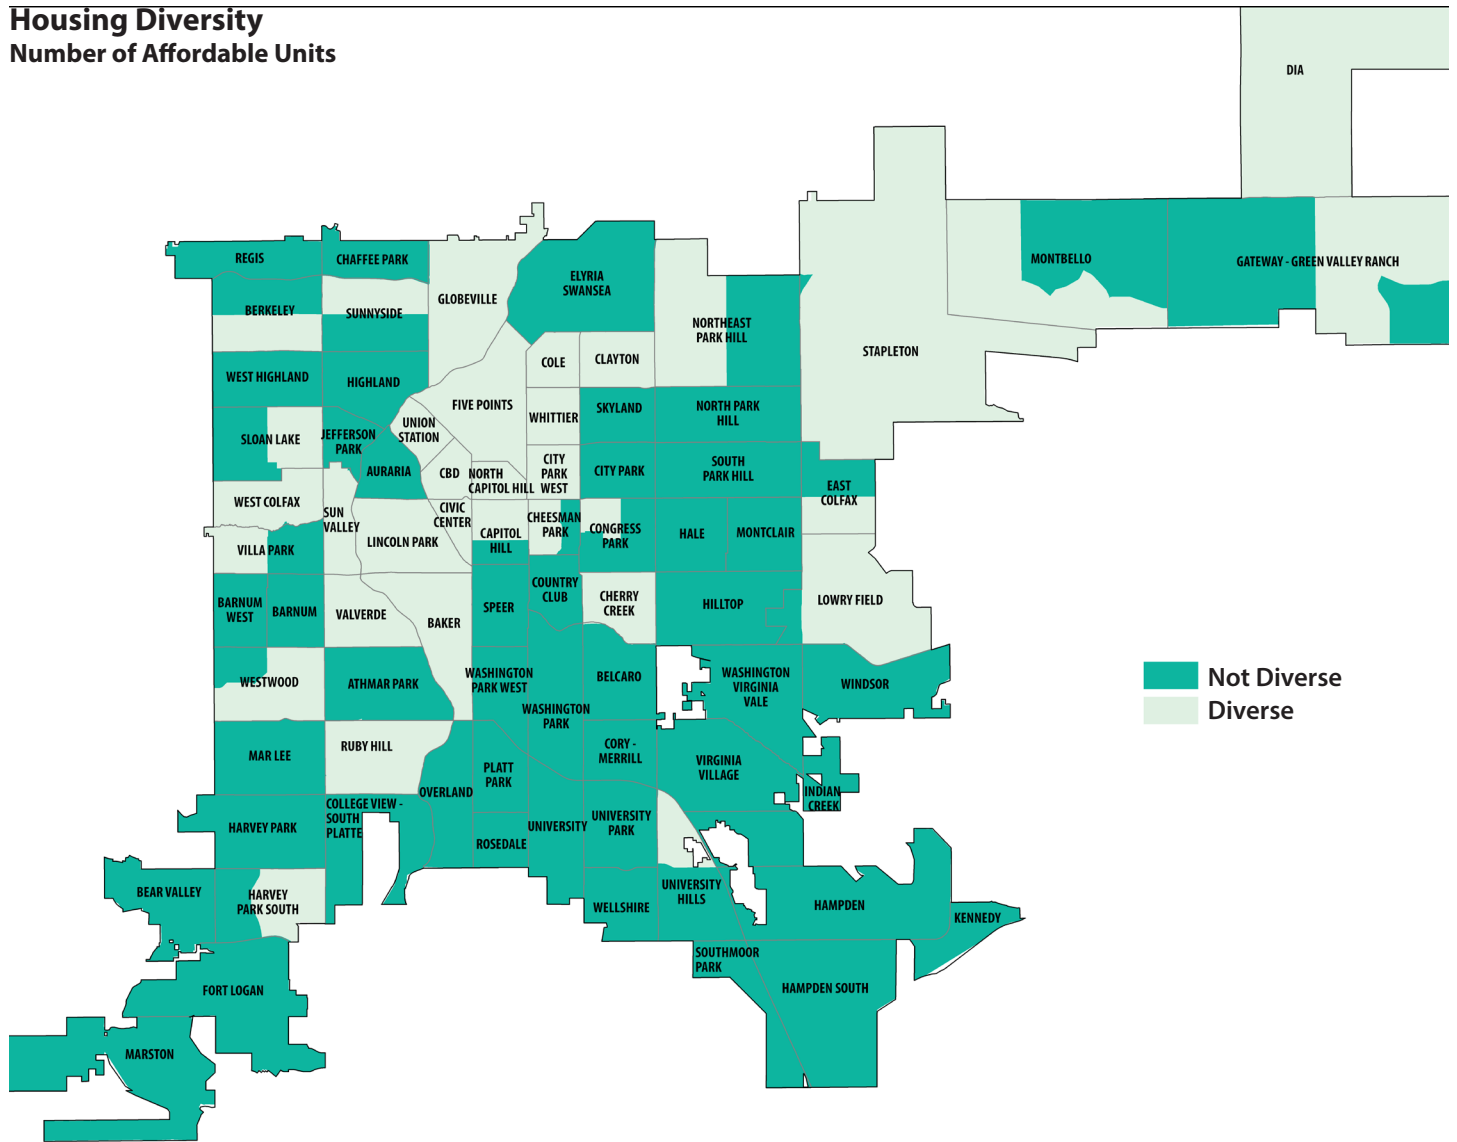 Housing Diversity
Number of Affordable Units
DIA
REGIS
CHAFFEE PARK
ELYRIA
SWANSEA
MONTBELLO
GATEWAY - GREEN VALLEY RANCH
BERKELEY
SUNNYSIDE
GLOBEVILLE
NORTHEAST
PARK HILL
STAPLETON
COLE
CLAYTON
WEST HIGHLAND
HIGHLAND
FIVE POINTS
UNION
STATION
WHITTIER
SKYLAND
NORTH PARK
HILL
SLOAN LAKE
JEFFERSON
PARK
AURARIA
CBD
NORTH
CAPITOL HILL
CITY
PARK
WEST
CITY PARK
SOUTH
PARK HILL
EAST
COLFAX
WEST COLFAX
SUN
VALLEY
LINCOLN PARK
CIVIC
CENTER
CAPITOL
HILL
CHEESMAN
PARK
CONGRESS
PARK
HALE
MONTCLAIR
VILLA PARK
BARNUM
WEST
BARNUM
VALVERDE
BAKER
SPEER
COUNTRY
CLUB
CHERRY
CREEK
HILLTOP
LOWRY FIELD
WESTWOOD
ATHMAR PARK
WASHINGTON
PARK WEST
WASHINGTON
PARK
BELCARO
WASHINGTON
VIRGINIA
VALE
WINDSOR
Not Diverse
Diverse
MAR LEE
RUBY HILL
OVERLAND
PLATT
PARK
CORY -
MERRILL
VIRGINIA
VILLAGE
INDIAN
CREEK
HARVEY PARK
COLLEGE VIEW -
SOUTH
PLATTE
ROSEDALE
UNIVERSITY
UNIVERSITY
PARK
BEAR VALLEY
HARVEY
PARK SOUTH
WELLSHIRE
UNIVERSITY
HILLS
HAMPDEN
KENNEDY
SOUTHMOOR
PARK
HAMPDEN SOUTH
FORT LOGAN
MARSTON